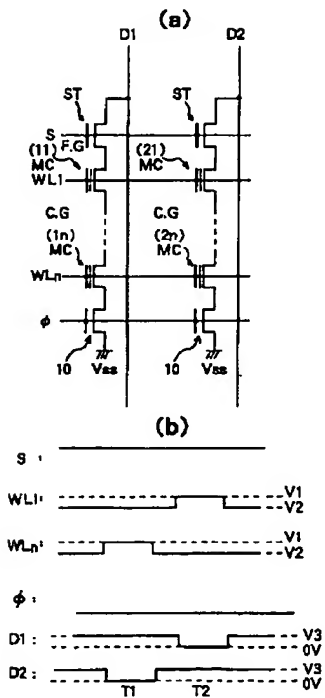 (a)
D1 D2
ST ST
S F.G
(11) (21)
MC MC
WL1
C.G C.G
(1n) (2n)
MC MC
WLn
φ
10 Vss 10 Vss
(b)
S :
WL1: V1
V2
WLn: V1
V2
φ :
D1 : V3
0V
D2 : V3
0V
T1 T2